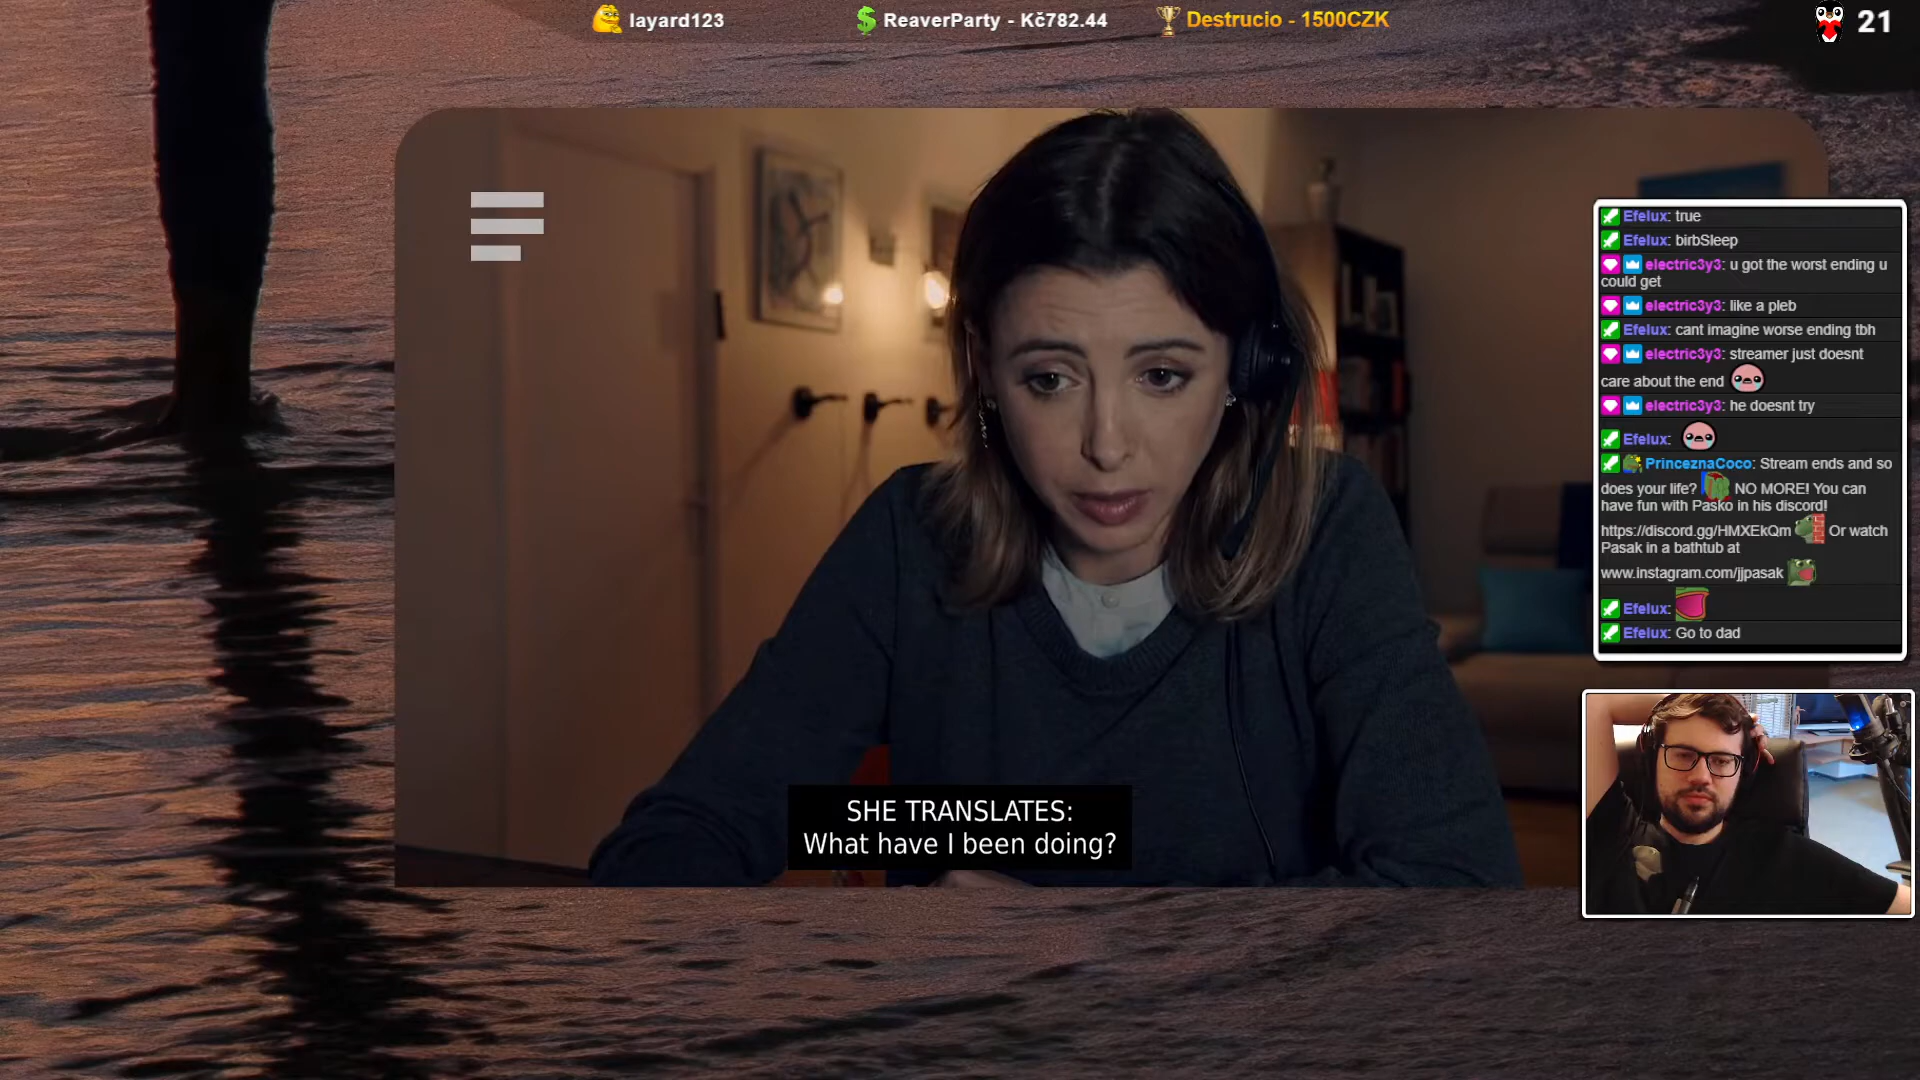 layard123
ReaverParty - Kč782.44
Destrucio - 1500CZK
21
Efelux: true
Efelux: birbSleep
electric3y3: u got the worst ending u
could get
electric3y3: like a pleb
Efelux: cant imagine worse ending tbh
electric3y3: streamer just doesnt
care about the end
electric3y3: he doesnt try
Efelux:
PrinceznaCoco: Stream ends and so
does your life? NO MORE! You can
have fun with Pasko in his discord!
https://discord.gg/HMXEkQm Or watch
Pasak in a bathtub at
www.instagram.com/jjpasak
Efelux:
Efelux: Go to dad
SHE TRANSLATES:
What have I been doing?